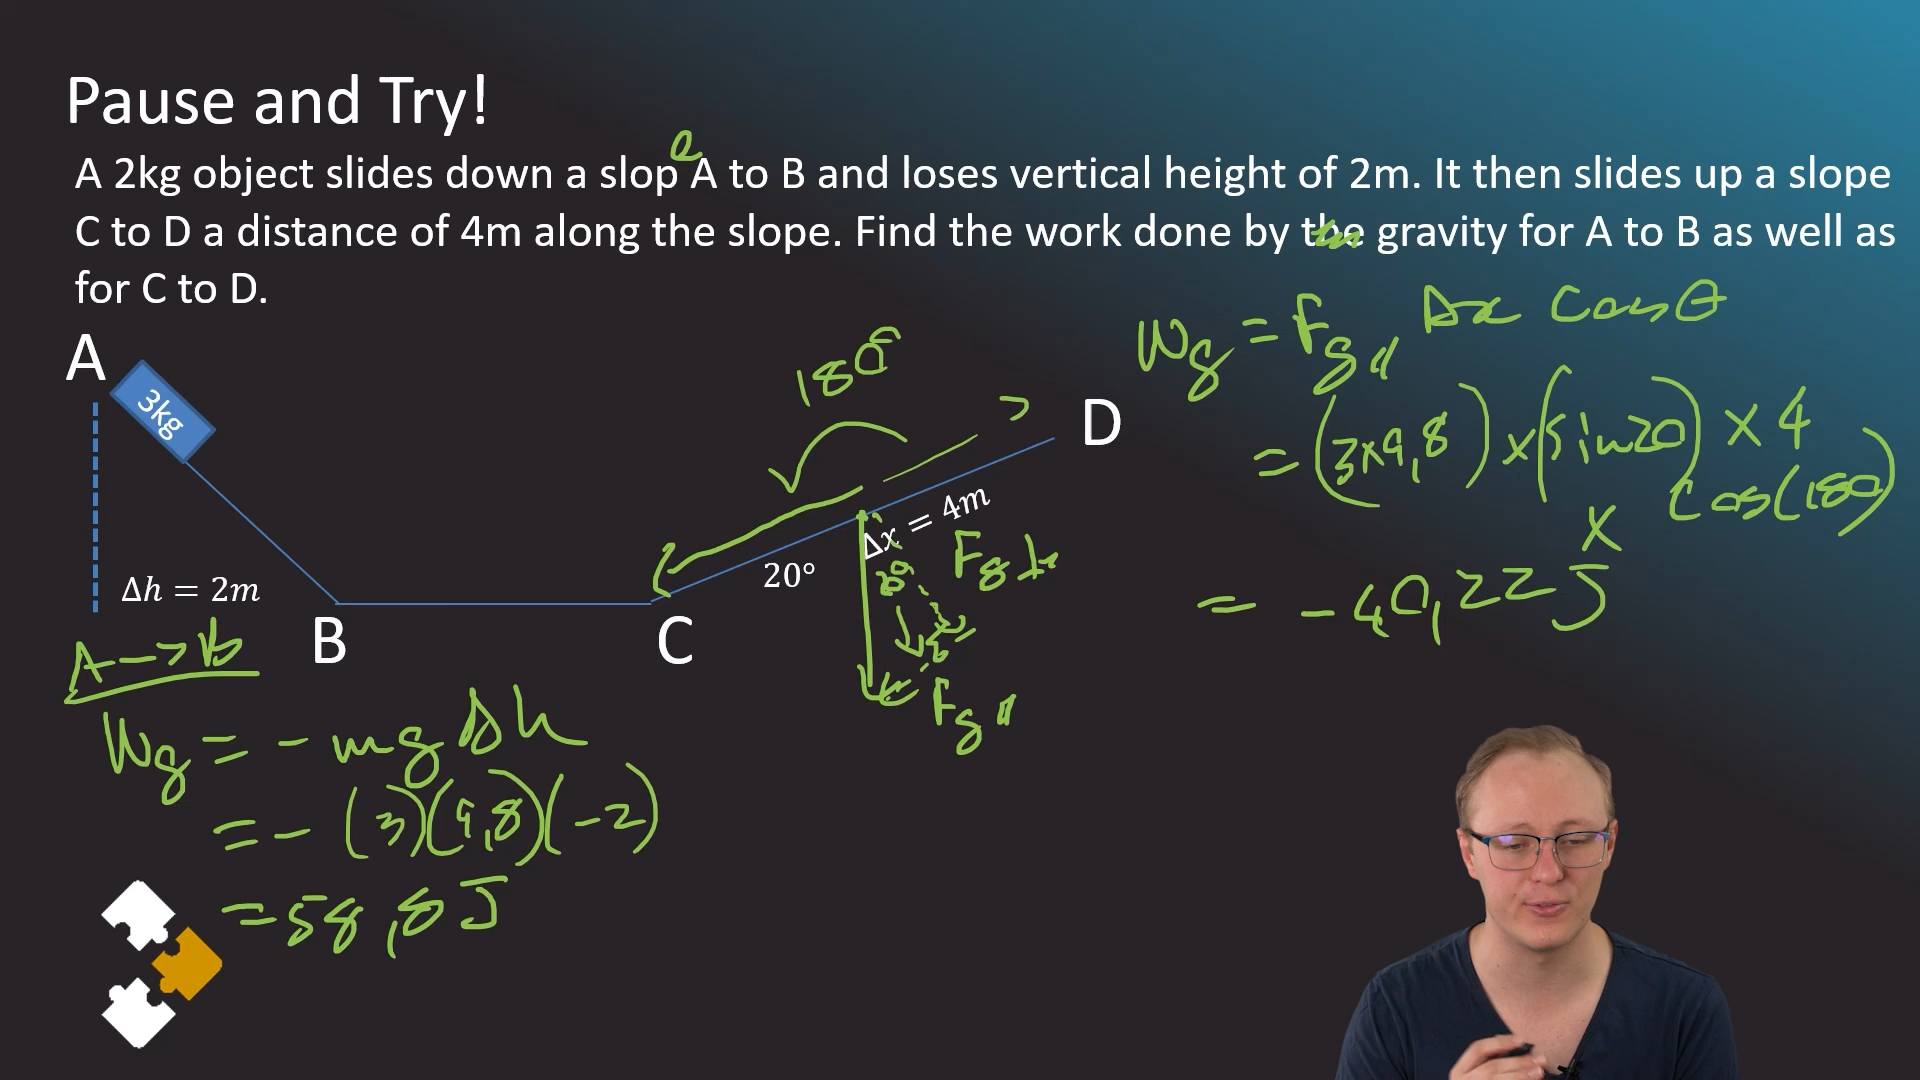 Pause and Try!
e
A 2kg object slides down a slop A to B and loses vertical height of 2m. It then slides up a slope
C to D a distance of 4m along the slope. Find the work done by the gravity for A to B as well as
for C to D.
A
3kg
Δh = 2m
B
C
20°
Δx = 4m
D
180°
20°
Fg⊥
Fg∥
A → B
Wg = - mgΔh
= - (3)(9,8)(-2)
= 58,8J
Wg = Fg∥ Δx cosθ
= (3×9,8) × (sin20) × 4
× cos(180)
= -40,22J